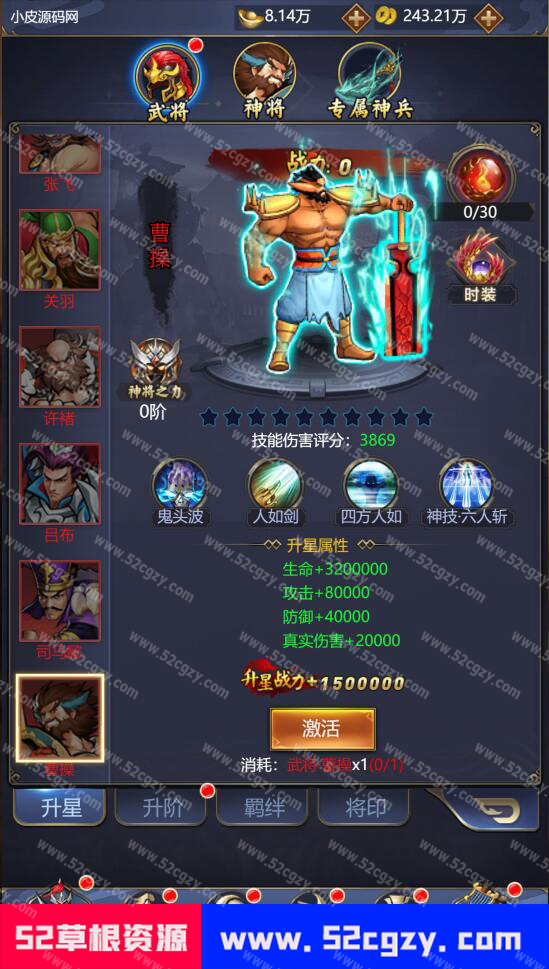 小皮源码网 8.14万 243.21万
武将 神将 专属神兵
张飞
战力: 0
曹操
0/30
关羽
时装
许褚
神将之力
0阶
技能伤害评分：3869
吕布
鬼头波 人如剑 四方人如 神技·六人斩
升星属性
生命+3200000
攻击+80000
防御+40000
真实伤害+20000
司马懿
升星战力+1500000
激活
曹操
消耗：武将·曹操x1(0/1)
升星 升阶 羁绊 将印
52草根资源 www.52cgzy.com
www.52cgzy.com